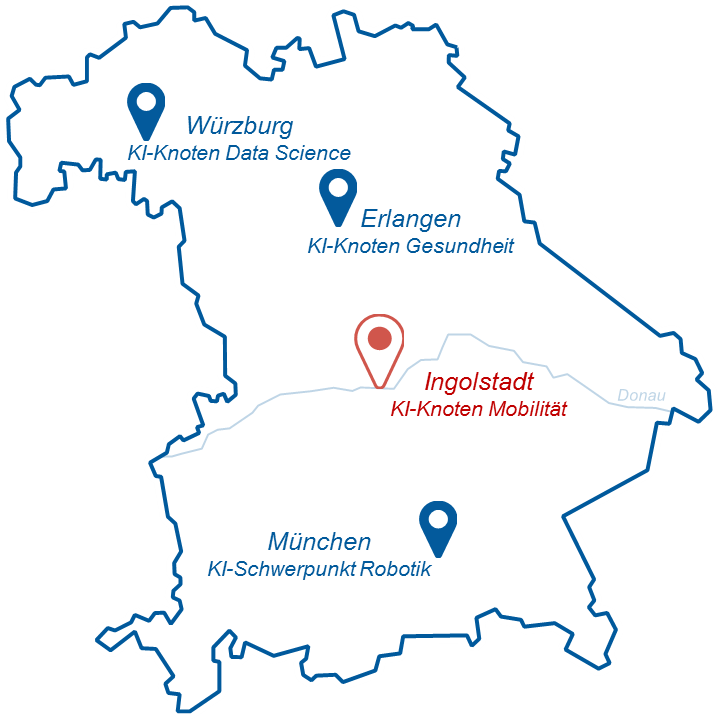 Würzburg
KI-Knoten Data Science
Erlangen
KI-Knoten Gesundheit
Ingolstadt
Donau
KI-Knoten Mobilität
München
KI-Schwerpunkt Robotik